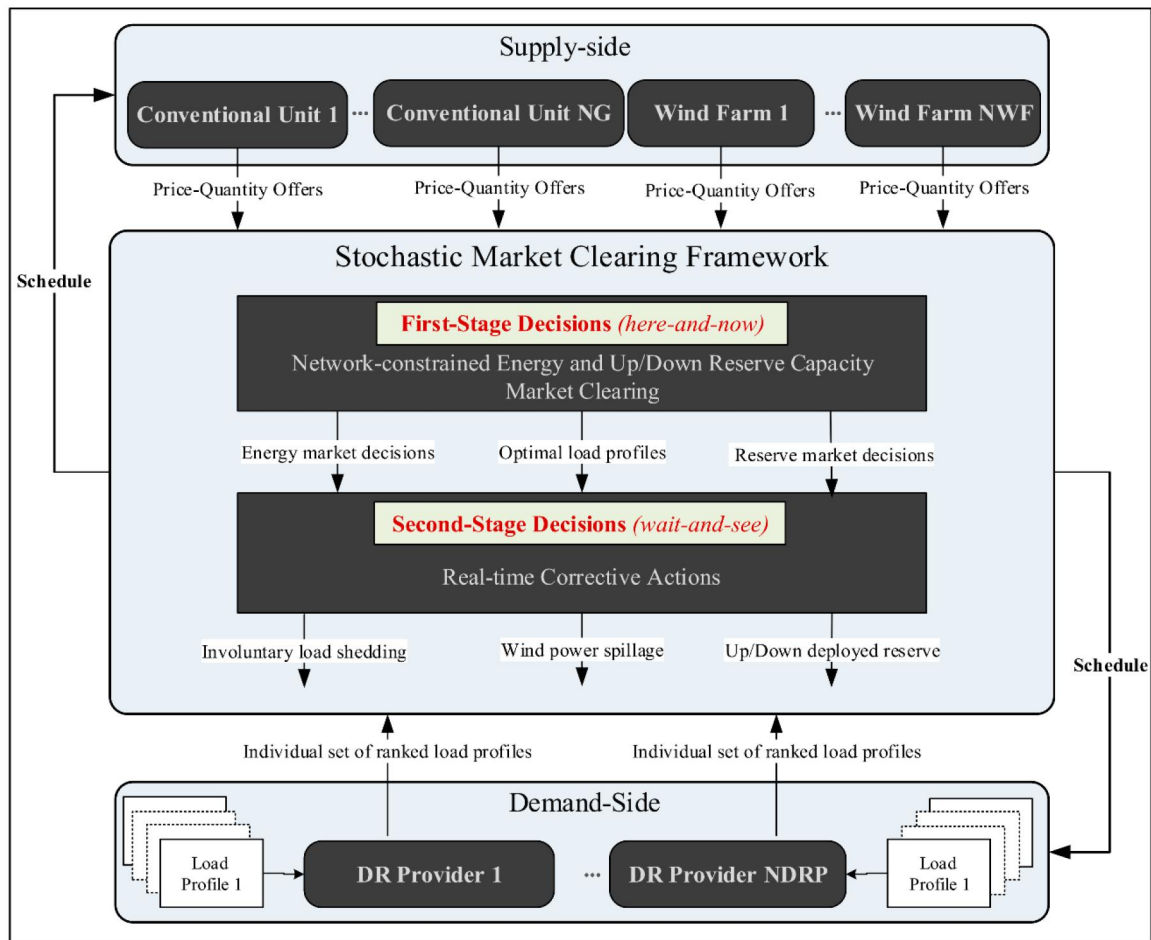 Supply-side
Conventional Unit 1 ... Conventional Unit NG Wind Farm 1 ... Wind Farm NWF
Price-Quantity Offers Price-Quantity Offers Price-Quantity Offers Price-Quantity Offers
Stochastic Market Clearing Framework
Schedule
First-Stage Decisions (here-and-now)
Network-constrained Energy and Up/Down Reserve Capacity
Market Clearing
Energy market decisions Optimal load profiles Reserve market decisions
Second-Stage Decisions (wait-and-see)
Real-time Corrective Actions
Involuntary load shedding Wind power spillage Up/Down deployed reserve
Schedule
Individual set of ranked load profiles Individual set of ranked load profiles
Demand-Side
Load
Profile 1
DR Provider 1 ... DR Provider NDRP
Load
Profile 1